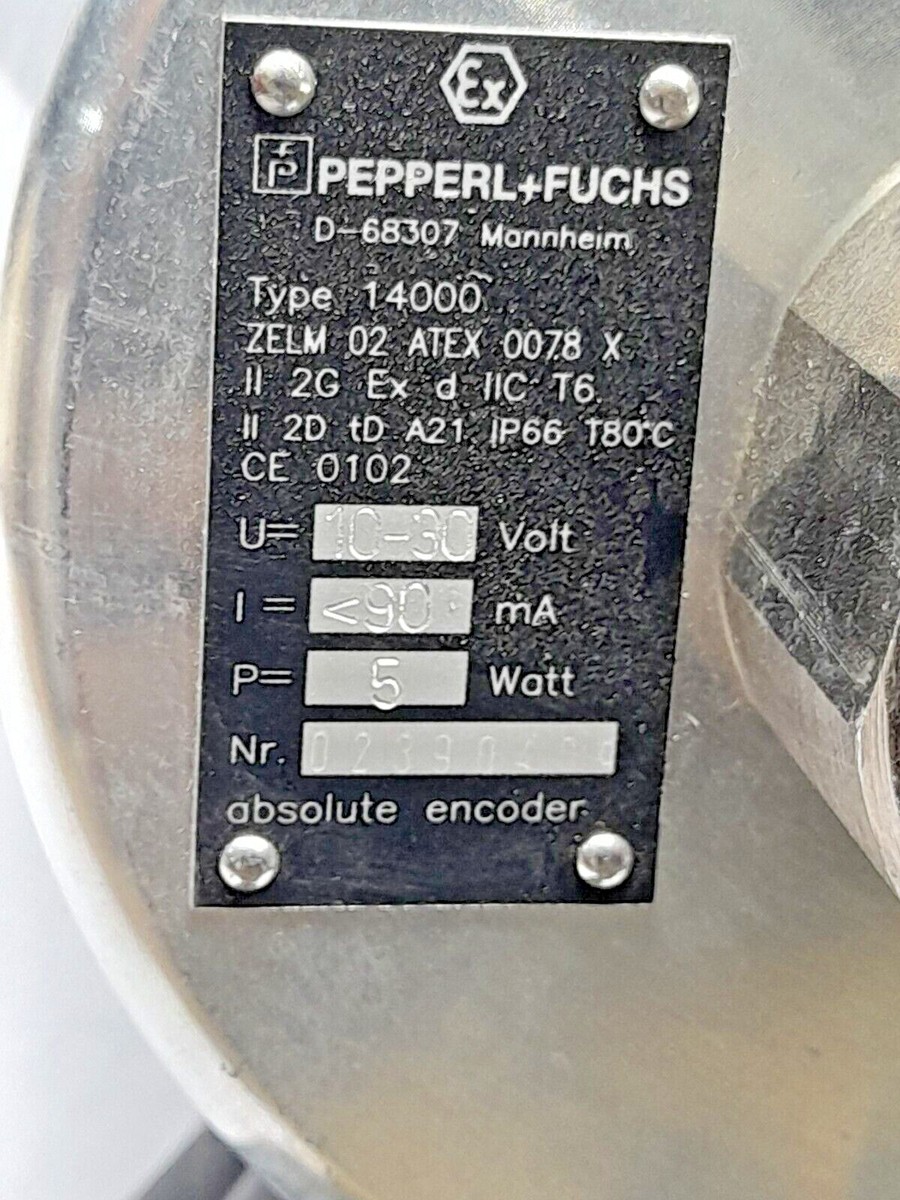 Ex
PEPPERL+FUCHS
D-68307 Mannheim
Type 14000
ZELM 02 ATEX 0078 X
II 2G Ex d IIC T6
II 2D tD A21 IP66 T80°C
CE 0102
U= 10-30 Volt
I = <90 mA
P= 5 Watt
Nr.
absolute encoder